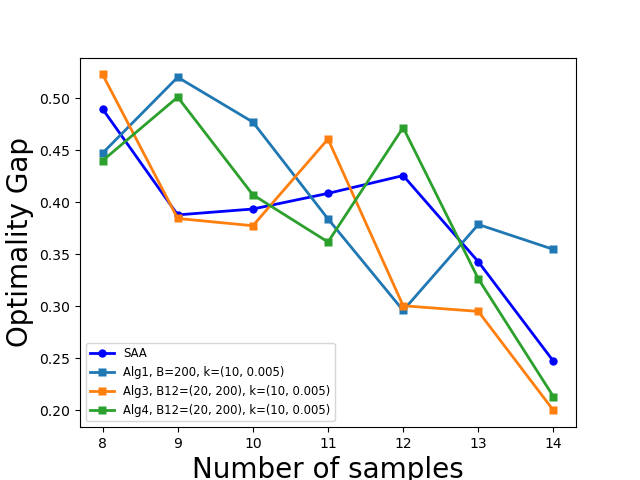 Optimality Gap
0.50
0.45
0.40
0.35
0.30
0.25
0.20
SAA
Alg1, B=200, k=(10, 0.005)
Alg3, B12=(20, 200), k=(10, 0.005)
Alg4, B12=(20, 200), k=(10, 0.005)
8 9 10 11 12 13 14
Number of samples